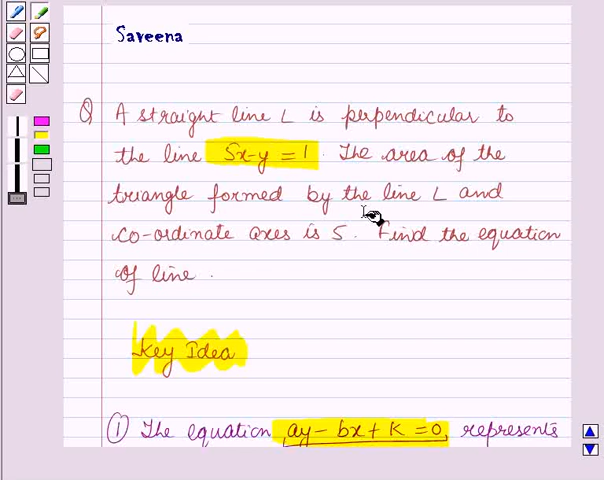 Saveena
Q A straight line L is perpendicular to
the line 5x-y = 1. The area of the
triangle formed by the line L and
co-ordinate axes is 5. Find the equation
of line.
Key Idea
① The equation ay - bx + k = 0, represents